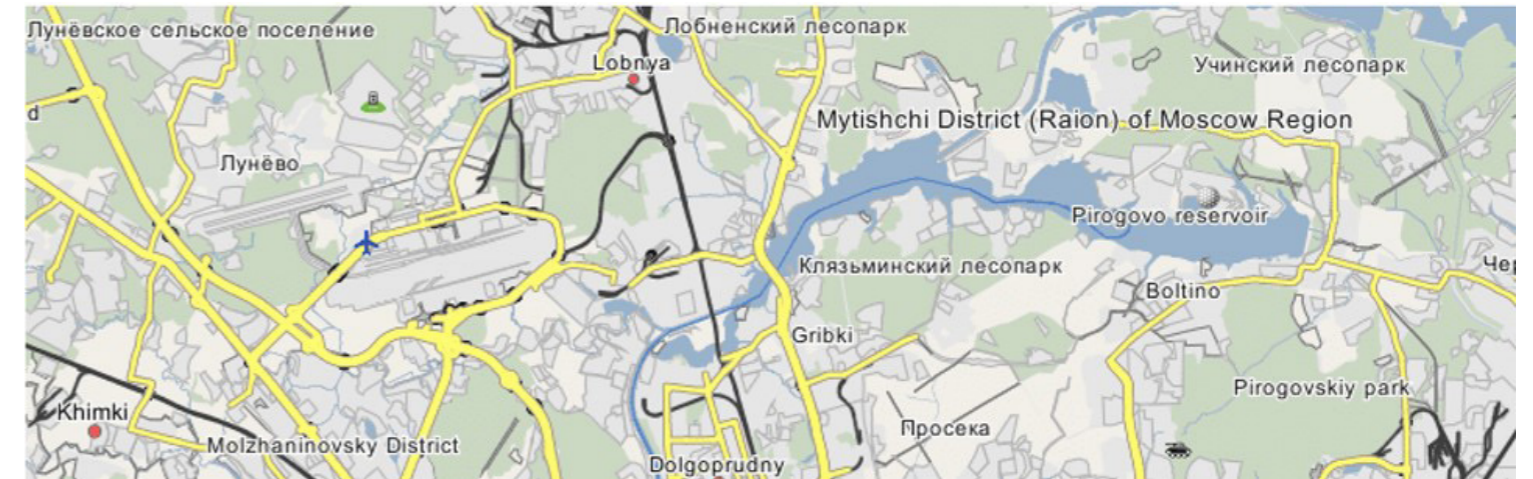 Лунёвское сельское поселение
Лобненский лесопарк
Lobnya
Учинский лесопарк
d
Mytishchi District (Raion) of Moscow Region
Лунёво
Pirogovo reservoir
Клязьминский лесопарк
Чер
Boltino
Gribki
Pirogovskiy park
Khimki
Просека
Molzhaninovsky District
Dolgoprudny